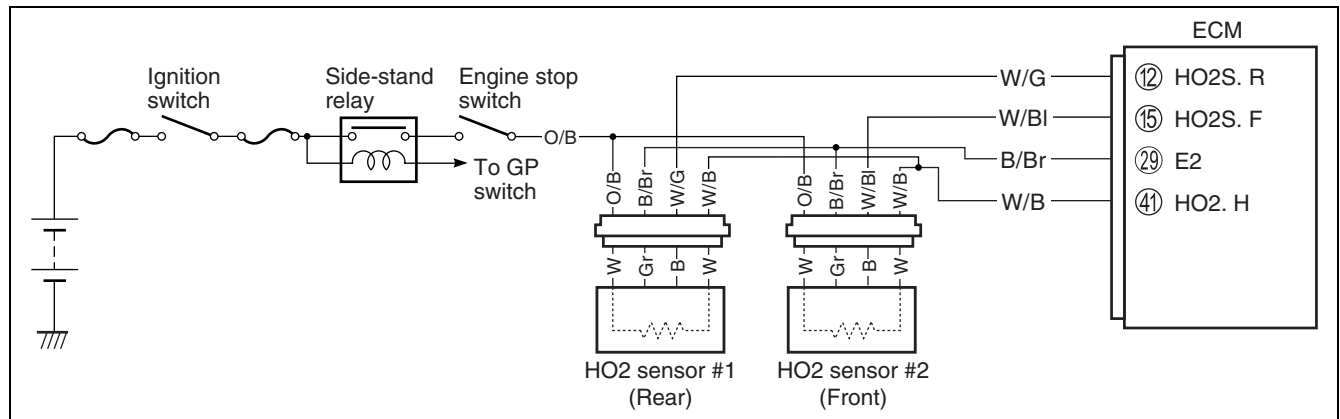 ECM
Ignition
switch
Side-stand
relay
Engine stop
switch
O/B
To GP
switch
W/G
W/Bl
B/Br
W/B
12 HO2S. R
15 HO2S. F
29 E2
41 HO2. H
O/B B/Br W/G W/B
O/B B/Br W/Bl W/B
W Gr B W
W Gr B W
HO2 sensor #1
(Rear)
HO2 sensor #2
(Front)